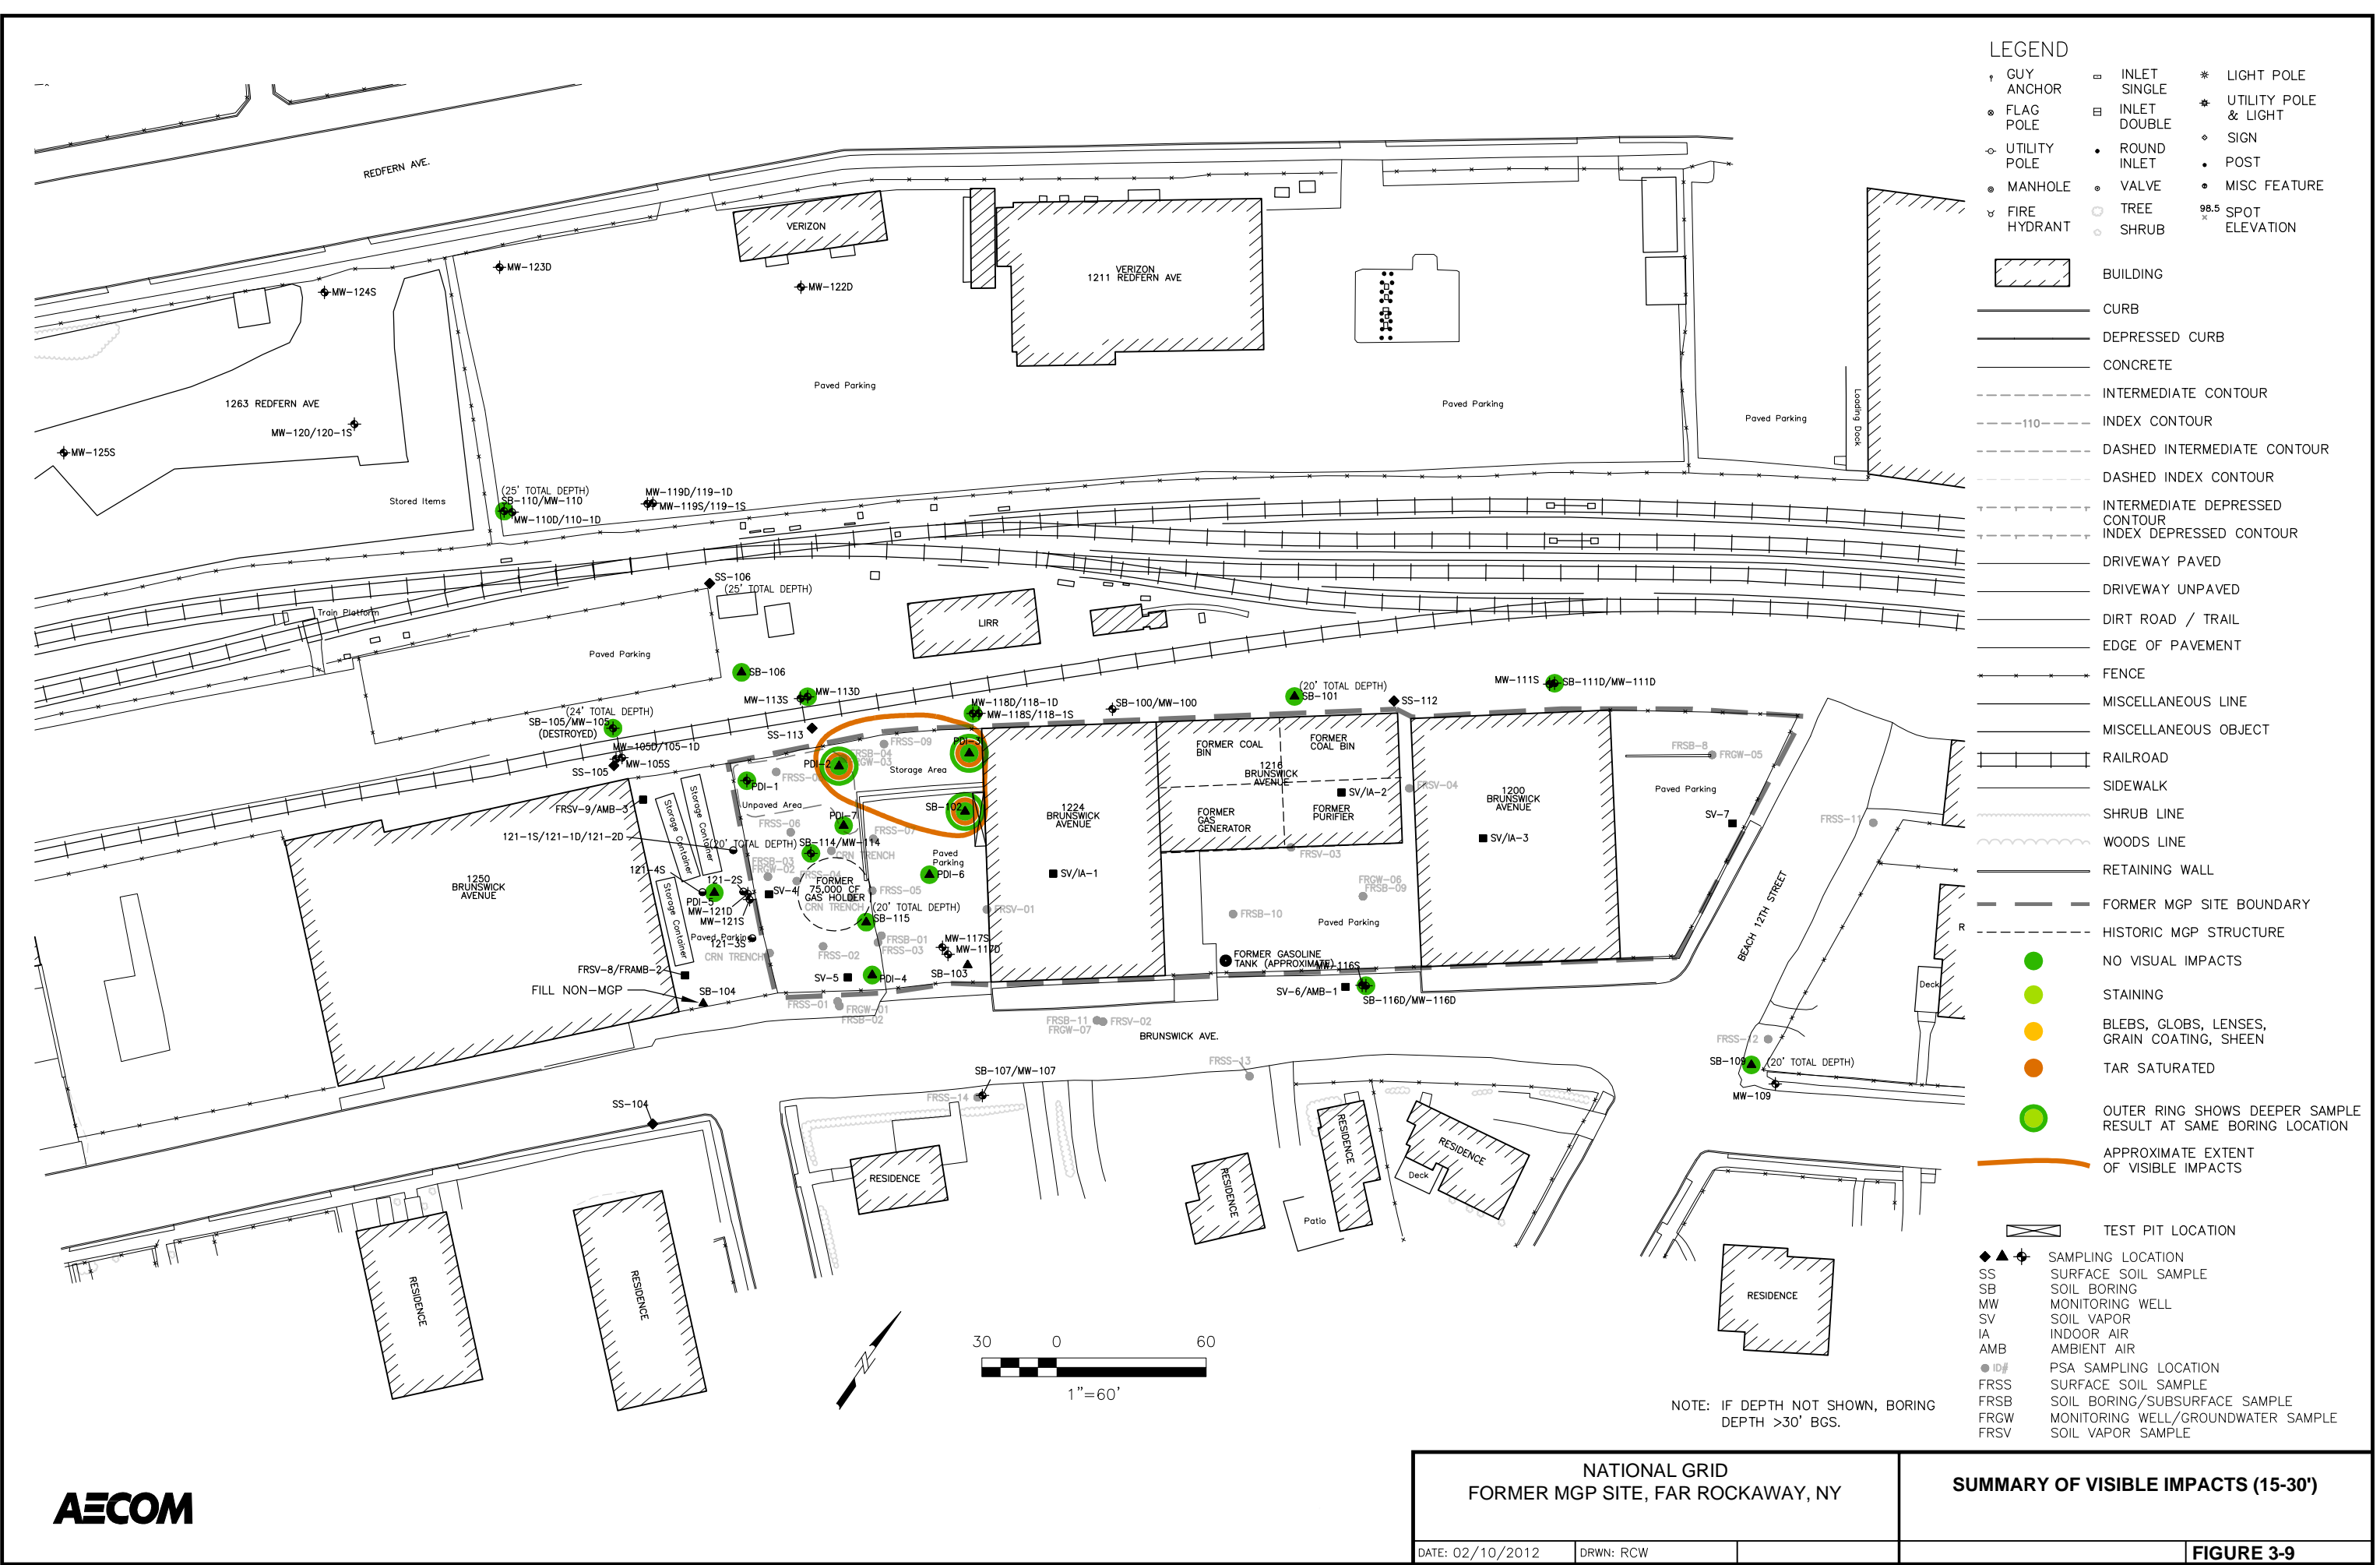 REDFERN AVE.
VERIZON
VERIZON
1211 REDFERN AVE
MW-123D
MW-124S
MW-122D
Paved Parking
Paved Parking
Paved Parking
Loading Dock
1263 REDFERN AVE
MW-120/120-1S
MW-125S
Stored Items
(25' TOTAL DEPTH)
SB-110/MW-110
MW-110D/110-1D
MW-119D/119-1D
MW-119S/119-1S
SS-106
(25' TOTAL DEPTH)
Train Platform
LIRR
Paved Parking
SB-106
MW-113S
MW-113D
(24' TOTAL DEPTH)
SB-105/MW-105
(DESTROYED)
MW-105D/105-1D
MW-105S
SS-105
SS-113
MW-118D/118-1D
MW-118S/118-1S
SB-100/MW-100
(20' TOTAL DEPTH)
SB-101
SS-112
MW-111S
SB-111D/MW-111D
FRSS-09
PDI-3
PDI-2
FRSB-04
FRGW-03
Storage Area
PDI-1
Unpaved Area
SB-102
PDI-7
FRSS-06
FRSS-07
FRSV-9/AMB-3
Storage Container
Storage Container
Storage Container
121-1S/121-1D/121-2D
(20' TOTAL DEPTH)
SB-114/MW-114
CRN TRENCH
FRSB-03
FRGW-02
FRSS-04
121-4S
121-2S
SV-4
PDI-5
MW-121D
MW-121S
Paved Parking
121-3S
CRN TRENCH
FORMER
75,000 CF
GAS HOLDER
CRN TRENCH
FRSS-05
Paved
Parking
PDI-6
(20' TOTAL DEPTH)
SB-115
FRSB-01
FRSS-03
FRSS-02
FRSV-01
MW-117S
MW-117D
SB-103
SV-5
PDI-4
FRSV-8/FRAMB-2
FILL NON-MGP
SB-104
FRSS-01
FRGW-01
FRSB-02
1250
BRUNSWICK
AVENUE
1224
BRUNSWICK
AVENUE
SV/IA-1
FORMER COAL
BIN
FORMER
COAL BIN
1216
BRUNSWICK
AVENUE
SV/IA-2
FORMER
GAS
GENERATOR
FORMER
PURIFIER
FRSV-04
FRSV-03
1200
BRUNSWICK
AVENUE
SV/IA-3
FRSB-8
FRGW-05
Paved Parking
SV-7
FRSS-11
BEACH 12TH STREET
FRGW-06
FRSB-09
FRSB-10
Paved Parking
FORMER GASOLINE
TANK (APPROXIMATE)
MW-116S
SV-6/AMB-1
SB-116D/MW-116D
FRSB-11
FRGW-07
FRSV-02
BRUNSWICK AVE.
FRSS-13
SB-107/MW-107
FRSS-14
SS-104
FRSS-12
SB-109
(20' TOTAL DEPTH)
MW-109
Deck
RESIDENCE
RESIDENCE
RESIDENCE
RESIDENCE
RESIDENCE
RESIDENCE
Deck
Patio
RESIDENCE
30 0 60
1"=60'
NOTE: IF DEPTH NOT SHOWN, BORING
DEPTH >30' BGS.
LEGEND
GUY
ANCHOR
FLAG
POLE
UTILITY
POLE
MANHOLE
FIRE
HYDRANT
INLET
SINGLE
INLET
DOUBLE
ROUND
INLET
VALVE
TREE
SHRUB
LIGHT POLE
UTILITY POLE
& LIGHT
SIGN
POST
MISC FEATURE
98.5 SPOT
ELEVATION
BUILDING
CURB
DEPRESSED CURB
CONCRETE
INTERMEDIATE CONTOUR
110 INDEX CONTOUR
DASHED INTERMEDIATE CONTOUR
DASHED INDEX CONTOUR
INTERMEDIATE DEPRESSED
CONTOUR
INDEX DEPRESSED CONTOUR
DRIVEWAY PAVED
DRIVEWAY UNPAVED
DIRT ROAD / TRAIL
EDGE OF PAVEMENT
FENCE
MISCELLANEOUS LINE
MISCELLANEOUS OBJECT
RAILROAD
SIDEWALK
SHRUB LINE
WOODS LINE
RETAINING WALL
FORMER MGP SITE BOUNDARY
HISTORIC MGP STRUCTURE
NO VISUAL IMPACTS
STAINING
BLEBS, GLOBS, LENSES,
GRAIN COATING, SHEEN
TAR SATURATED
OUTER RING SHOWS DEEPER SAMPLE
RESULT AT SAME BORING LOCATION
APPROXIMATE EXTENT
OF VISIBLE IMPACTS
TEST PIT LOCATION
SAMPLING LOCATION
SS SURFACE SOIL SAMPLE
SB SOIL BORING
MW MONITORING WELL
SV SOIL VAPOR
IA INDOOR AIR
AMB AMBIENT AIR
ID# PSA SAMPLING LOCATION
FRSS SURFACE SOIL SAMPLE
FRSB SOIL BORING/SUBSURFACE SAMPLE
FRGW MONITORING WELL/GROUNDWATER SAMPLE
FRSV SOIL VAPOR SAMPLE
AECOM
NATIONAL GRID
FORMER MGP SITE, FAR ROCKAWAY, NY
SUMMARY OF VISIBLE IMPACTS (15-30')
DATE: 02/10/2012
DRWN: RCW
FIGURE 3-9